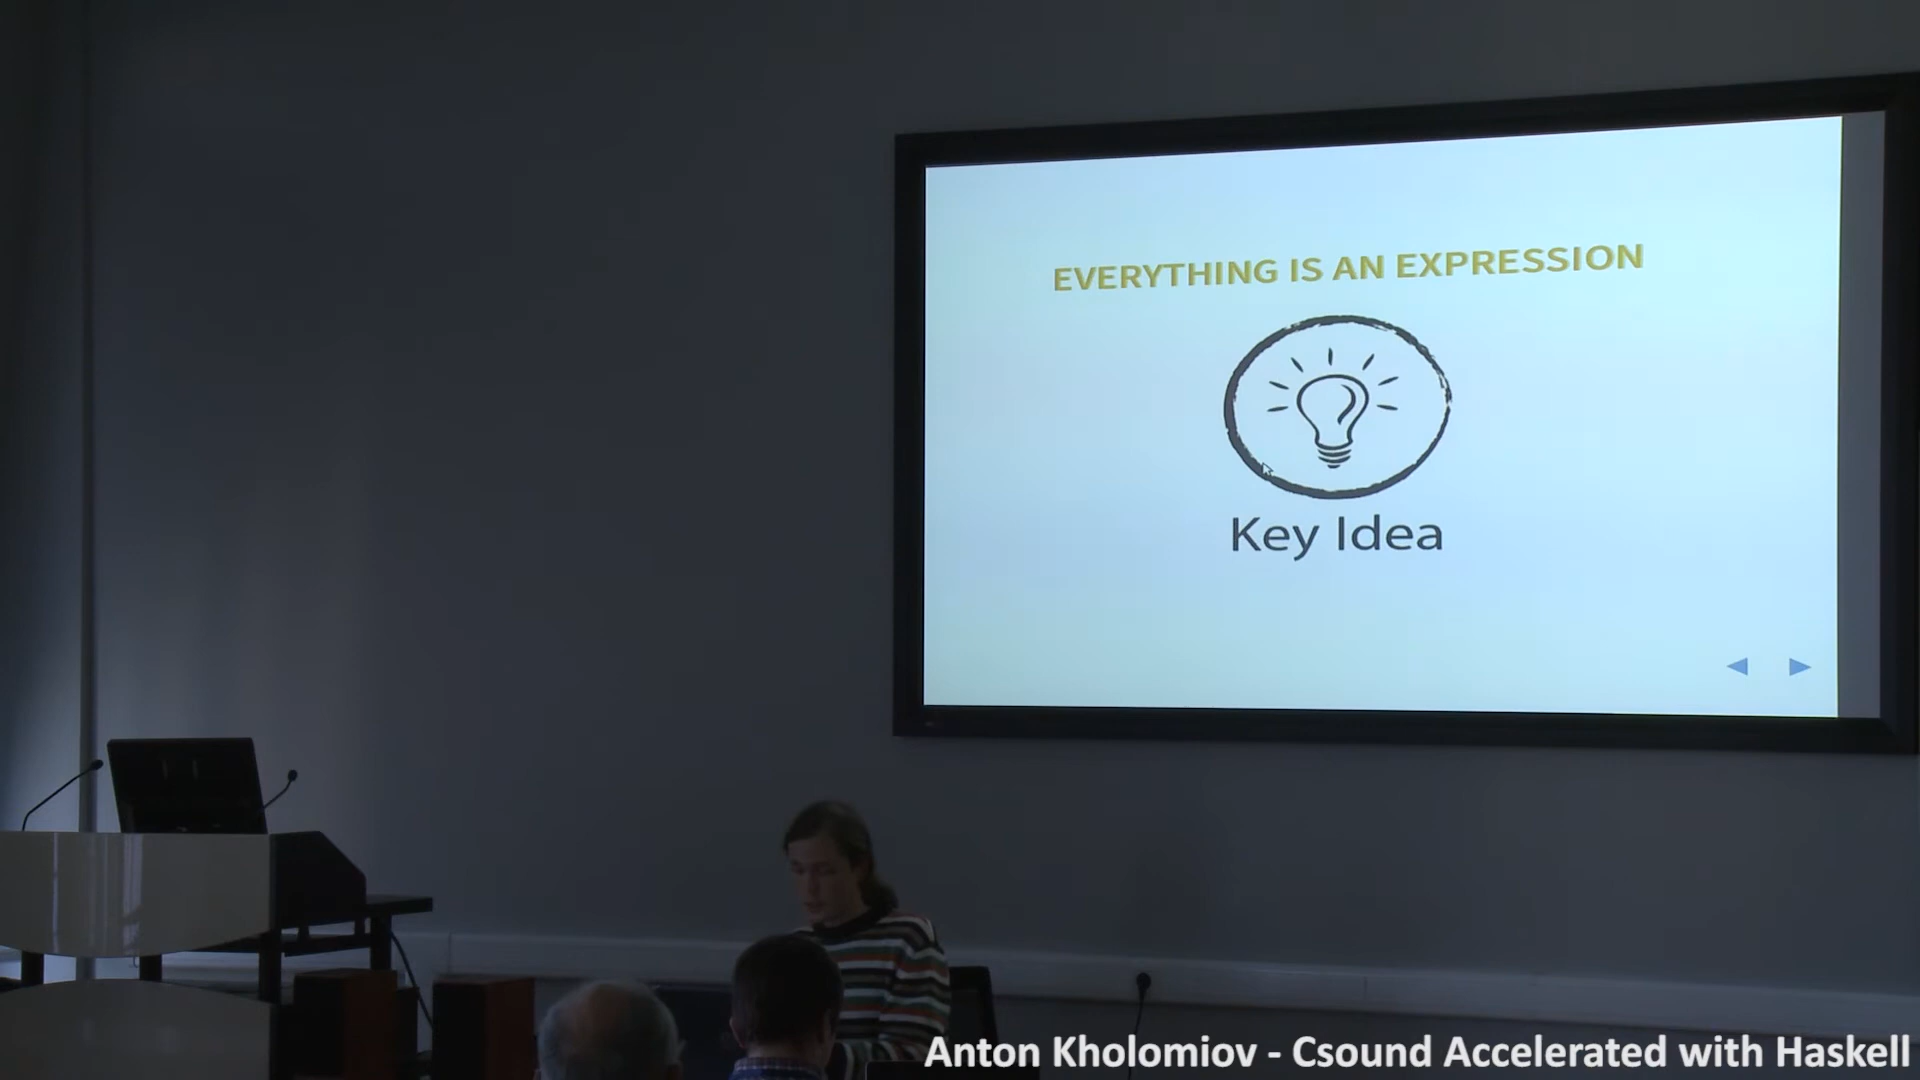 EVERYTHING IS AN EXPRESSION
Key Idea
Anton Kholomiov - Csound Accelerated with Haskell